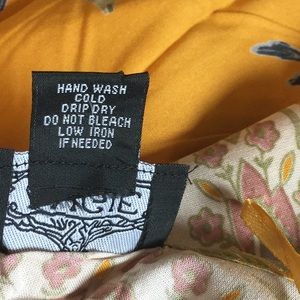 HAND WASH
COLD
DRIP DRY
DO NOT BLEACH
LOW IRON
IF NEEDED